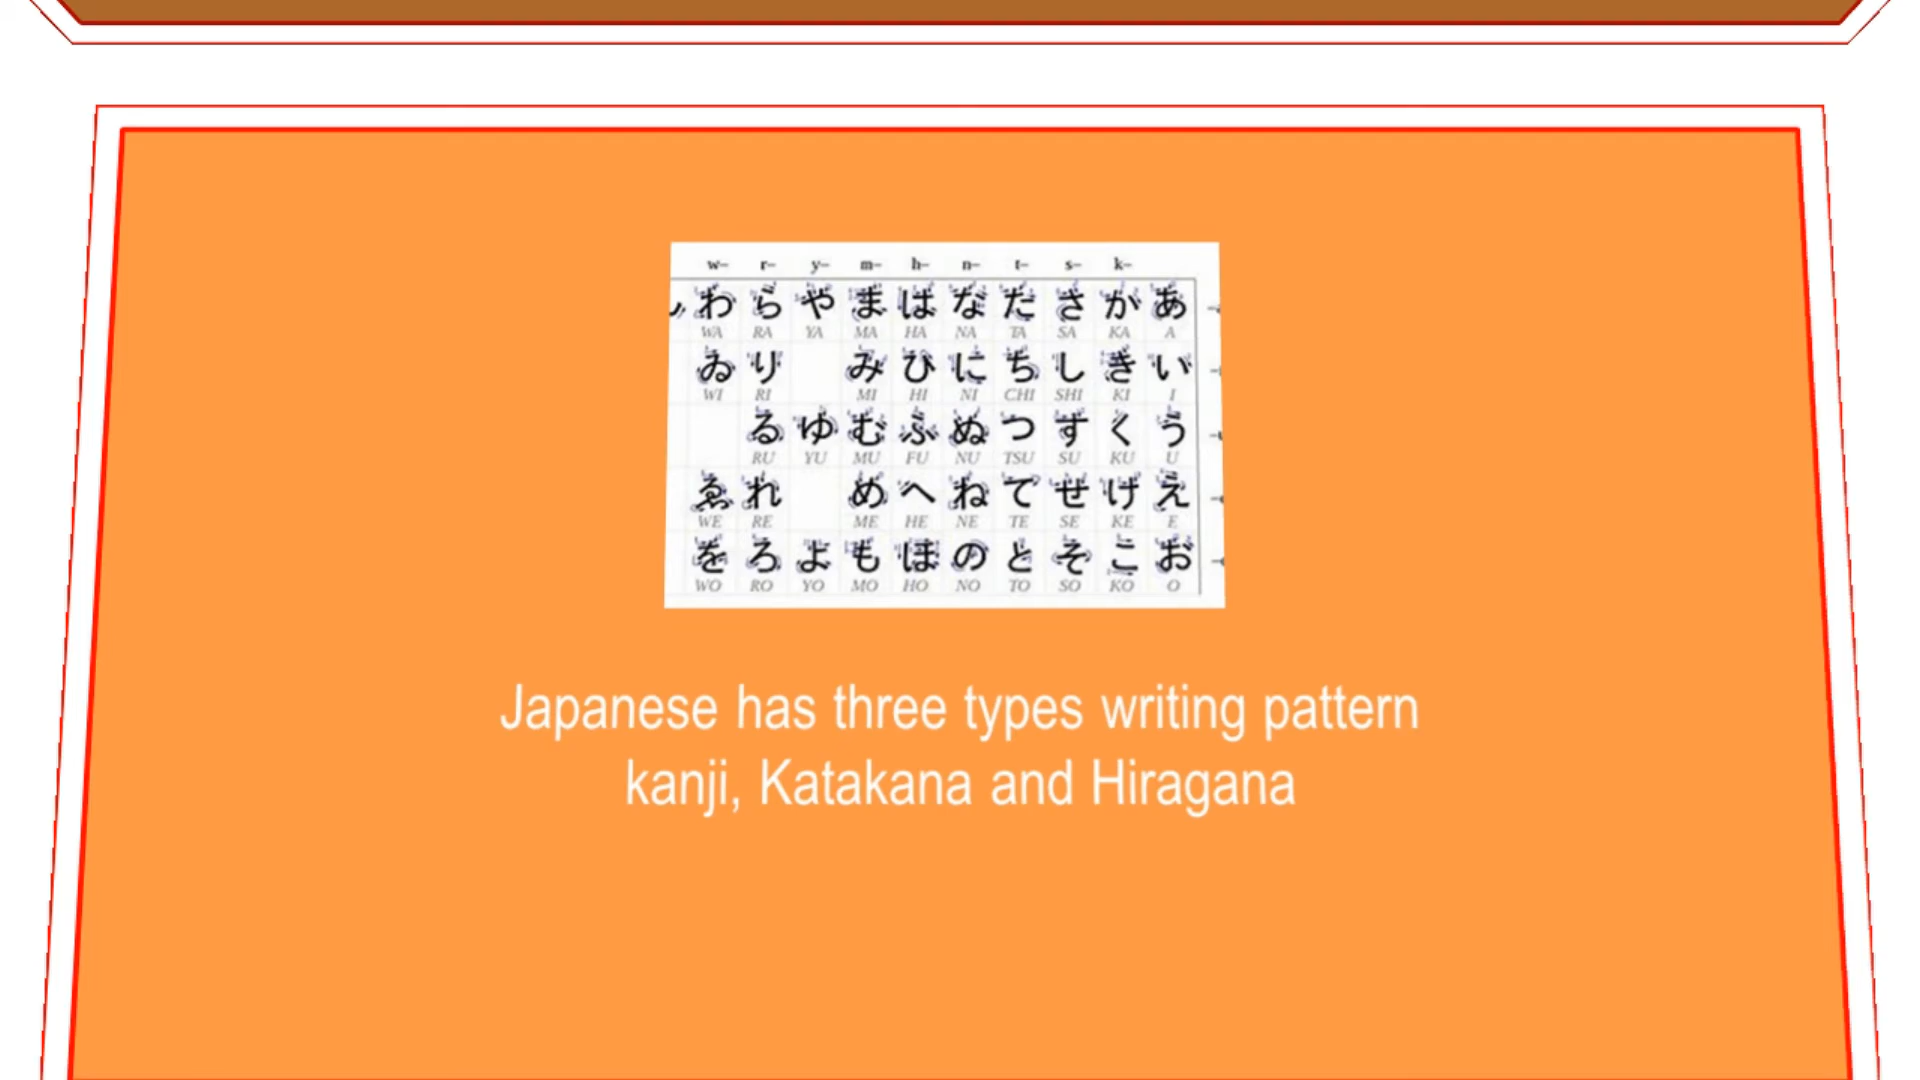 w– r– y– m– h– n– t– s– k–
わ ら や ま は な た さ か あ
WA RA YA MA HA NA TA SA KA A
ゐ り み ひ に ち し き い
WI RI MI HI NI CHI SHI KI I
る ゆ む ふ ぬ つ す く う
RU YU MU FU NU TSU SU KU U
ゑ れ め へ ね て せ け え
WE RE ME HE NE TE SE KE E
を ろ よ も ほ の と そ こ お
WO RO YO MO HO NO TO SO KO O
Japanese has three types writing pattern
kanji, Katakana and Hiragana